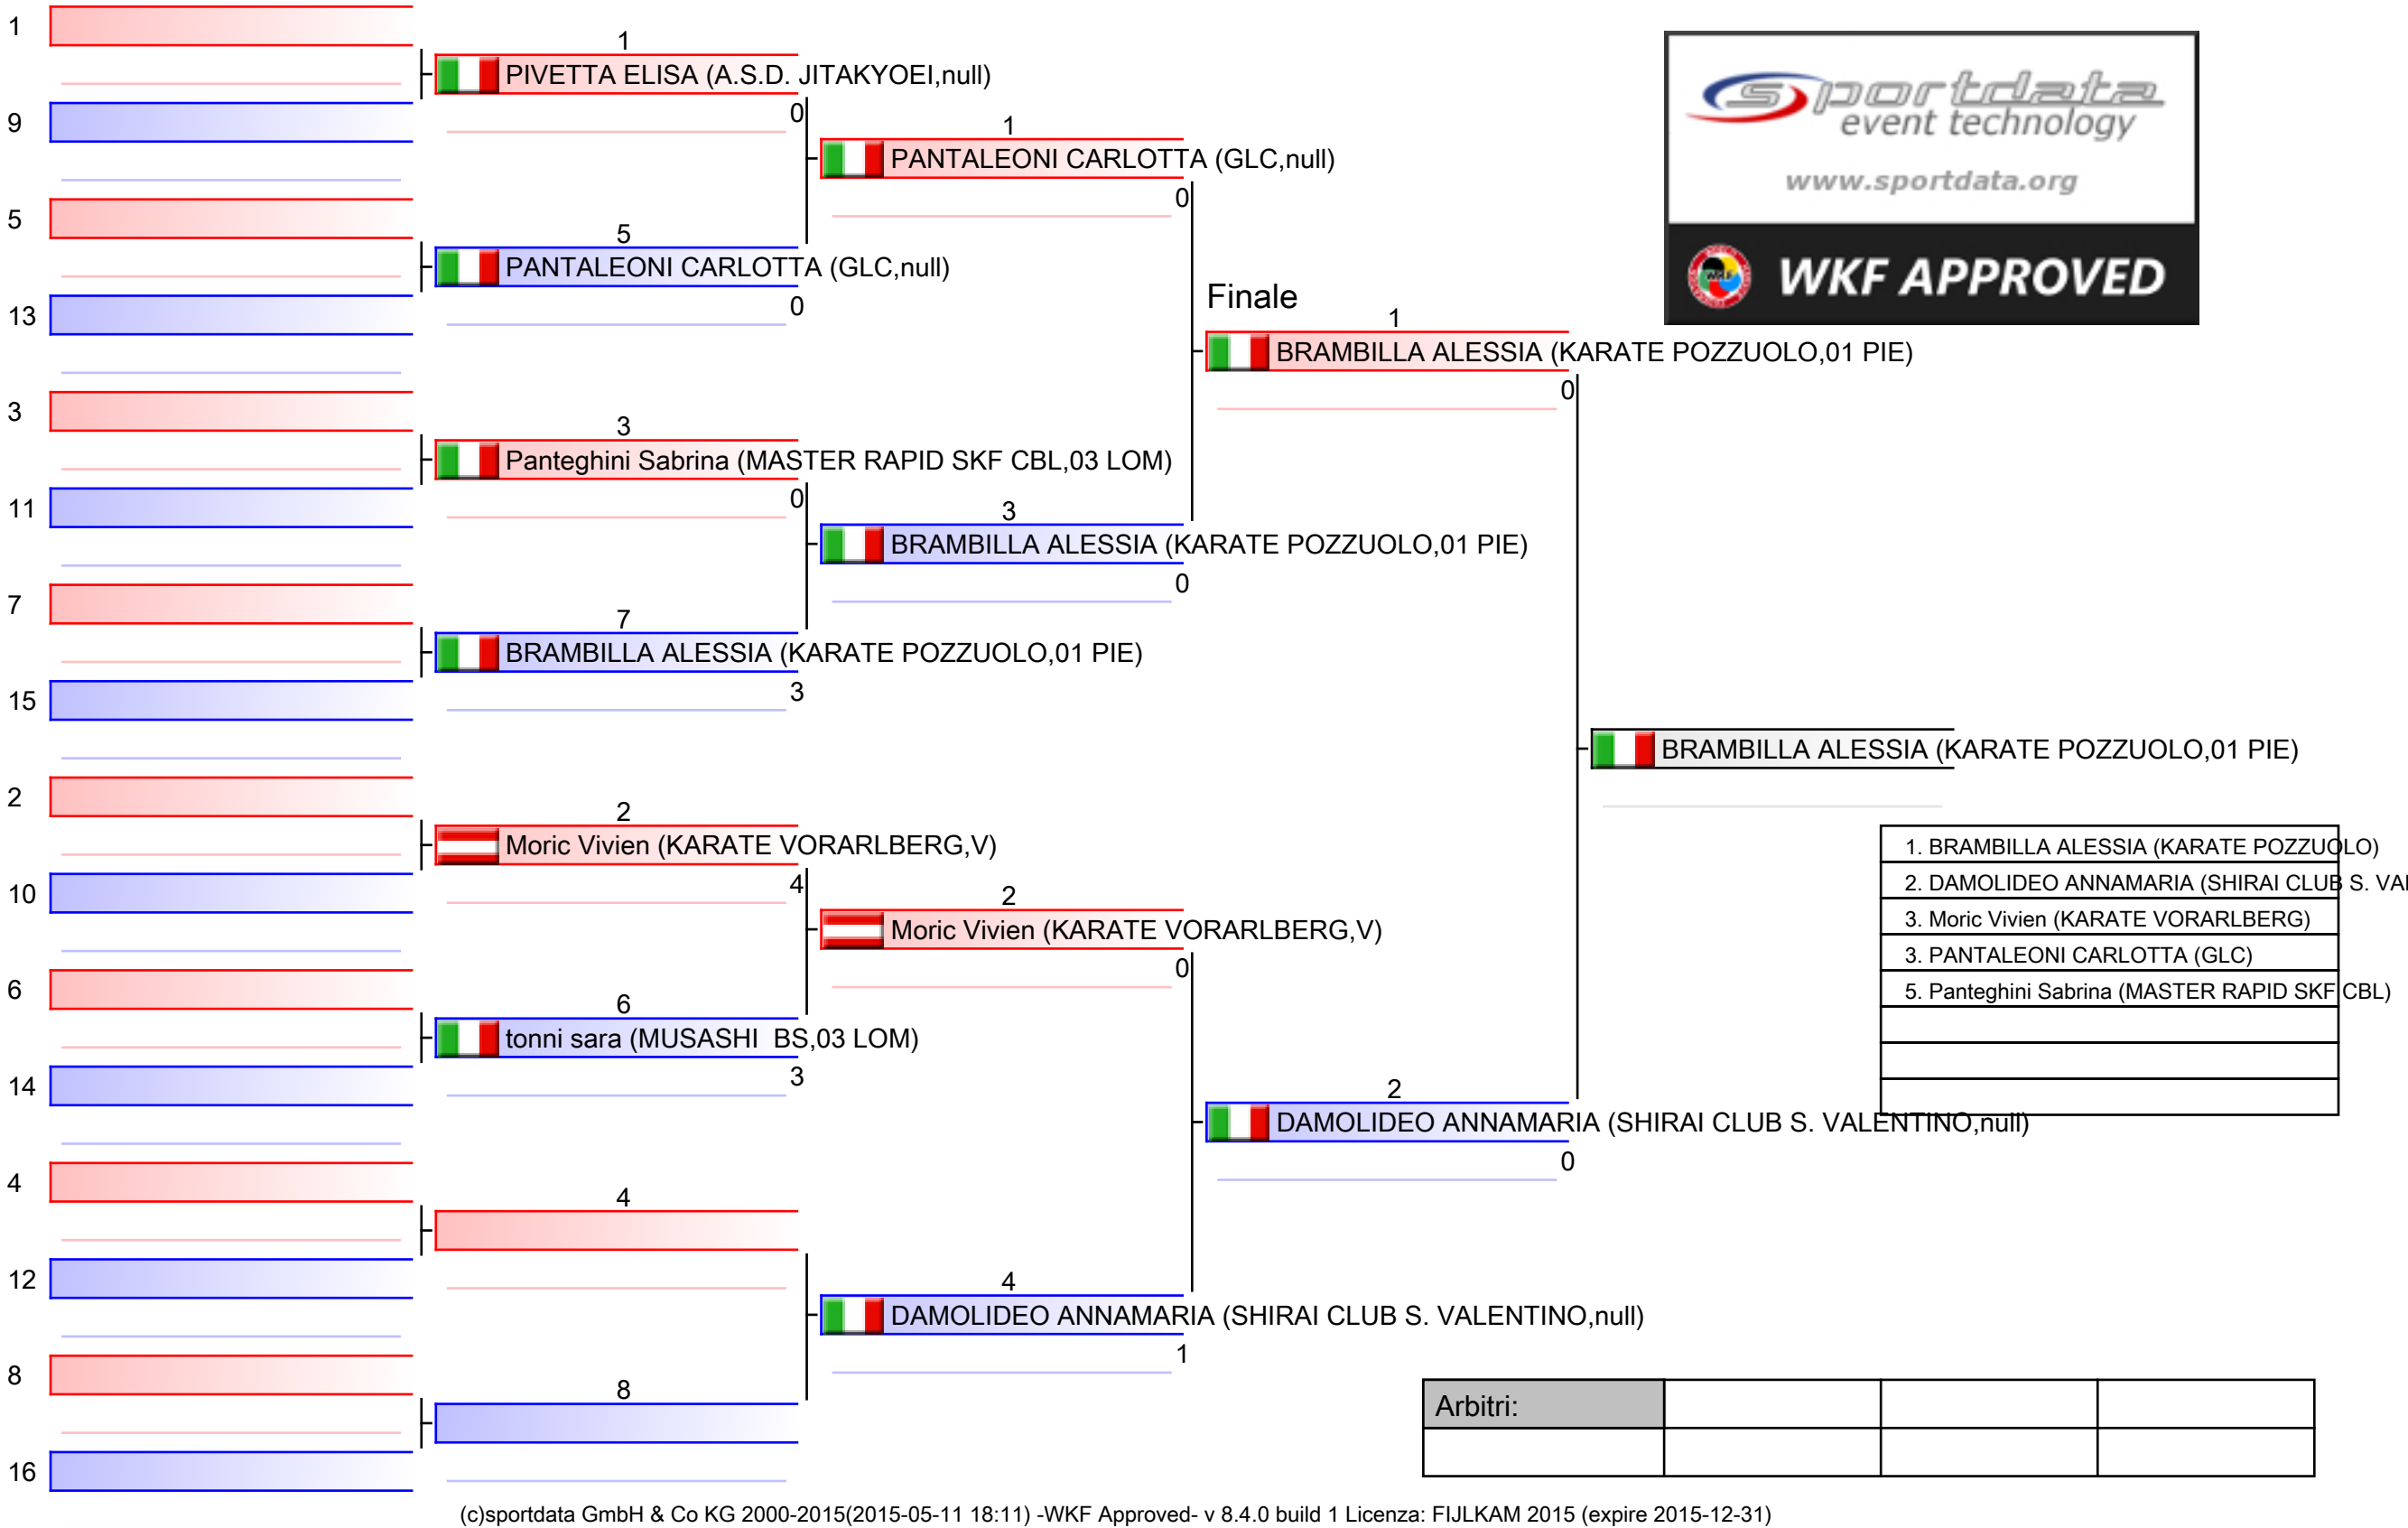 1
9
5
13
3
11
7
15
2
10
6
14
4
12
8
16
1
PIVETTA ELISA (A.S.D. JITAKYOEI,null)
0
5
PANTALEONI CARLOTTA (GLC,null)
0
3
Panteghini Sabrina (MASTER RAPID SKF CBL,03 LOM)
0
7
BRAMBILLA ALESSIA (KARATE POZZUOLO,01 PIE)
3
2
Moric Vivien (KARATE VORARLBERG,V)
4
6
tonni sara (MUSASHI  BS,03 LOM)
3
4
8
1
PANTALEONI CARLOTTA (GLC,null)
0
3
BRAMBILLA ALESSIA (KARATE POZZUOLO,01 PIE)
0
2
Moric Vivien (KARATE VORARLBERG,V)
0
4
DAMOLIDEO ANNAMARIA (SHIRAI CLUB S. VALENTINO,null)
1
Finale
1
BRAMBILLA ALESSIA (KARATE POZZUOLO,01 PIE)
0
2
DAMOLIDEO ANNAMARIA (SHIRAI CLUB S. VALENTINO,null)
0
BRAMBILLA ALESSIA (KARATE POZZUOLO,01 PIE)
sportdata
event technology
www.sportdata.org
WKF
WKF APPROVED
1. BRAMBILLA ALESSIA (KARATE POZZUOLO)
2. DAMOLIDEO ANNAMARIA (SHIRAI CLUB S. VAL
3. Moric Vivien (KARATE VORARLBERG)
3. PANTALEONI CARLOTTA (GLC)
5. Panteghini Sabrina (MASTER RAPID SKF CBL)
Arbitri:
(c)sportdata GmbH & Co KG 2000-2015(2015-05-11 18:11) -WKF Approved- v 8.4.0 build 1 Licenza: FIJLKAM 2015 (expire 2015-12-31)